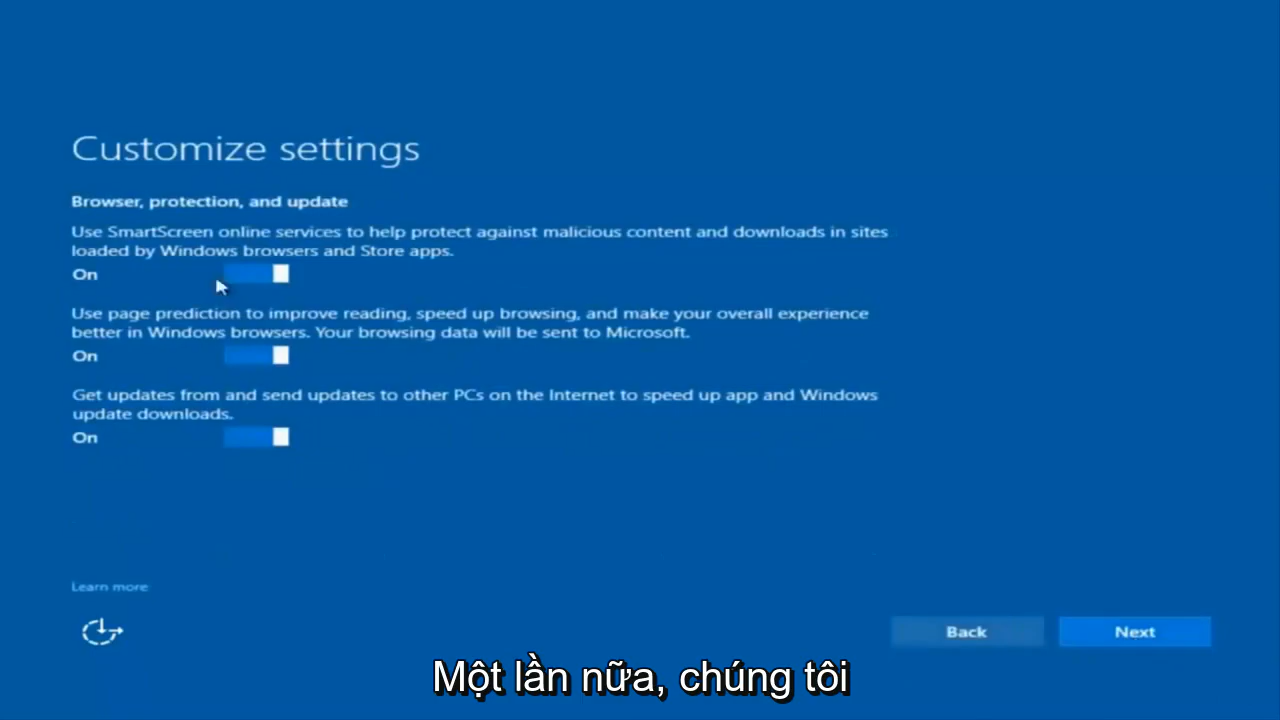 Customize settings
Browser, protection, and update
Use SmartScreen online services to help protect against malicious content and downloads in sites
loaded by Windows browsers and Store apps.
On
Use page prediction to improve reading, speed up browsing, and make your overall experience
better in Windows browsers. Your browsing data will be sent to Microsoft.
On
Get updates from and send updates to other PCs on the Internet to speed up app and Windows
update downloads.
On
Learn more
Back
Next
Một lần nữa, chúng tôi